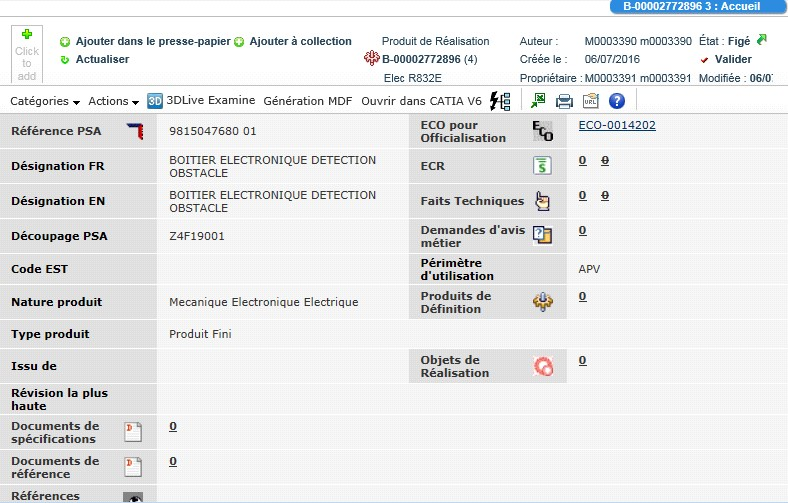 B-00002772896 3 : Accueil
Click to add
Ajouter dans le presse-papier Ajouter à collection
Actualiser
Produit de Réalisation
B-00002772896 (4)
Elec R832E
Auteur : M0003390 m0003390 État : Figé
Créée le : 06/07/2016 Valider
Propriétaire : M0003391 m0003391 Modifiée : 06/07
Catégories Actions 3D 3DLive Examine Génération MDF Ouvrir dans CATIA V6 URL ?
Référence PSA 9815047680 01
ECO pour Officialisation ECO ECO-0014202
Désignation FR BOITIER ELECTRONIQUE DETECTION OBSTACLE
ECR 0 0
Désignation EN BOITIER ELECTRONIQUE DETECTION OBSTACLE
Faits Techniques 0 0
Découpage PSA Z4F19001
Demandes d'avis métier 0
Code EST
Périmètre d'utilisation APV
Nature produit Mecanique Electronique Electrique
Produits de Définition 0
Type produit Produit Fini
Issu de
Objets de Réalisation 0
Révision la plus haute
Documents de spécifications 0
Documents de référence 0
Références